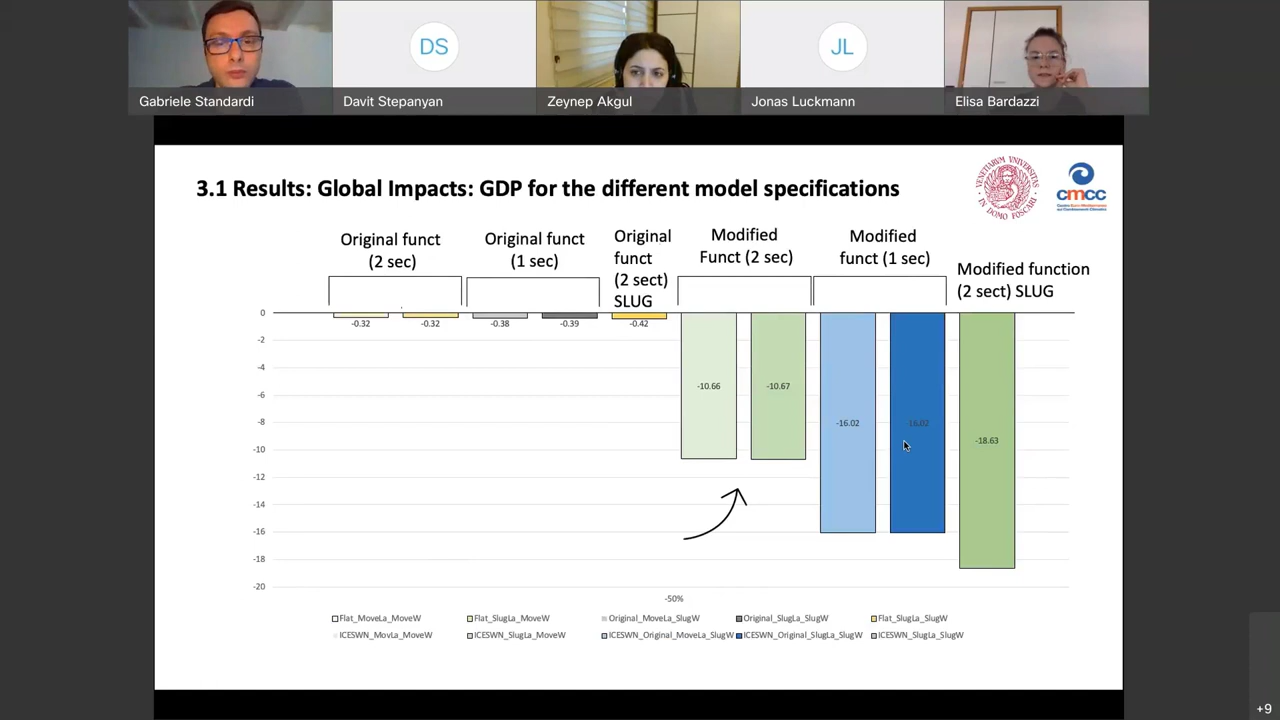 DS
JL
Gabriele Standardi
Davit Stepanyan
Zeynep Akgul
Jonas Luckmann
Elisa Bardazzi
3.1 Results: Global Impacts: GDP for the different model specifications
cmcc
Original funct
(2 sec)
Original funct
(1 sec)
Original
funct
(2 sect)
SLUG
Modified
Funct (2 sec)
Modified
funct (1 sec)
Modified function
(2 sect) SLUG
0
-2
-4
-6
-8
-10
-12
-14
-16
-18
-20
-0.32
-0.32
-0.38
-0.39
-0.42
-10.66
-10.67
-16.02
-16.02
-18.63
-50%
Flat_MoveLa_MoveW
Flat_SlugLa_MoveW
Original_MoveLa_SlugW
Original_SlugLa_SlugW
Flat_SlugLa_SlugW
ICESWN_MovLa_MoveW
ICESWN_SlugLa_MoveW
ICESWN_Original_MoveLa_SlugW
ICESWN_Original_SlugLa_SlugW
ICESWN_SlugLa_SlugW
+9